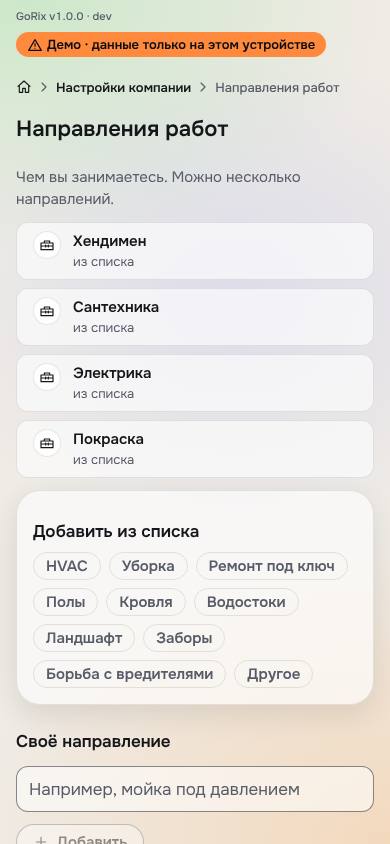 GoRix v1.0.0 · dev
Демо · данные только на этом устройстве
Настройки компании > Направления работ
Направления работ
Чем вы занимаетесь. Можно несколько
направлений.
Хендимен
из списка
Сантехника
из списка
Электрика
из списка
Покраска
из списка
Добавить из списка
HVAC Уборка Ремонт под ключ
Полы Кровля Водостоки
Ландшафт Заборы
Борьба с вредителями Другое
Своё направление
Например, мойка под давлением
+ Добавить